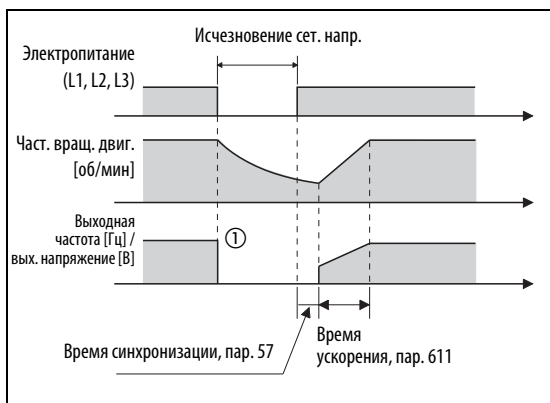 Исчезновение сет. напр.
Электропитание
(L1, L2, L3)
Част. вращ. двиг.
[об/мин]
Выходная
частота [Гц] /
вых. напряжение [В]
①
Время синхронизации, пар. 57
Время
ускорения, пар. 611